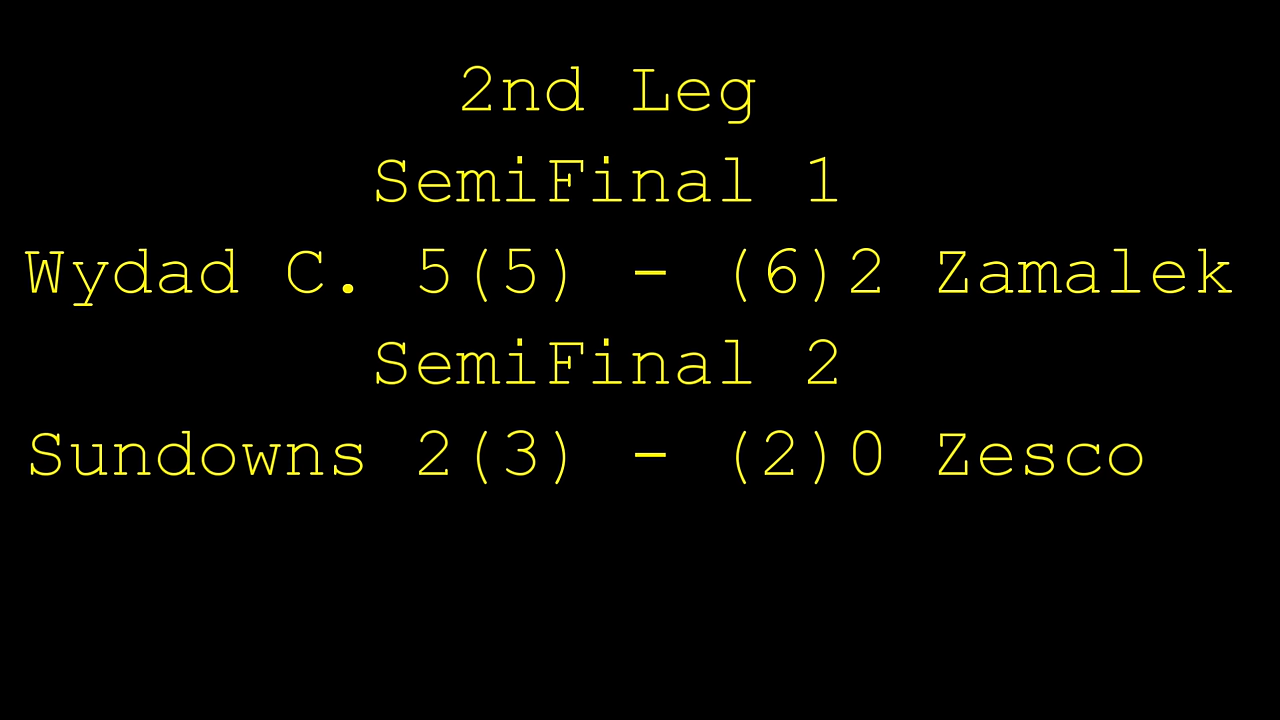 2nd Leg
SemiFinal 1
Wydad C. 5(5) - (6)2 Zamalek
SemiFinal 2
Sundowns 2(3) - (2)0 Zesco